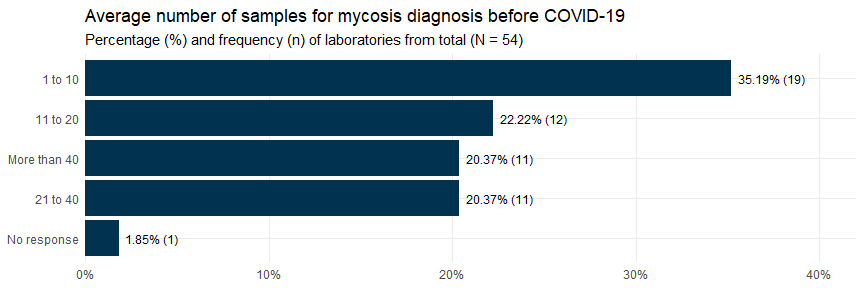 Average number of samples for mycosis diagnosis before COVID-19
Percentage (%) and frequency (n) of laboratories from total (N = 54)
1 to 10 35.19% (19)
11 to 20 22.22% (12)
More than 40 20.37% (11)
21 to 40 20.37% (11)
No response 1.85% (1)
0% 10% 20% 30% 40%